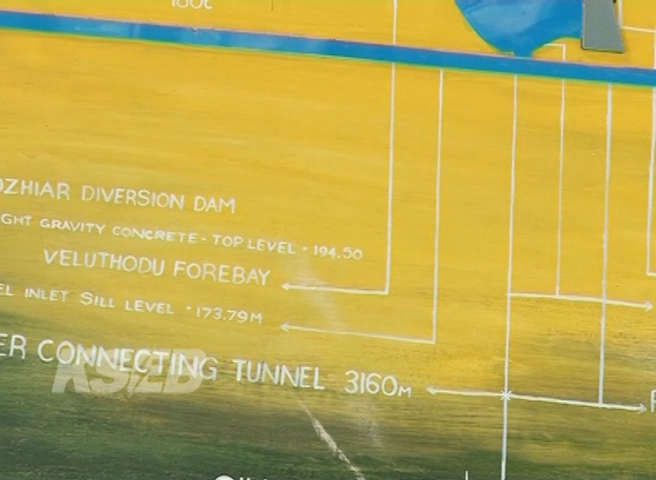 180
OZHIAR DIVERSION DAM
GHT GRAVITY CONCRETE - TOP LEVEL • 194.50
VELUTHODU FOREBAY
EL INLET SILL LEVEL • 173.79M
ER CONNECTING TUNNEL 3160M
KSEB